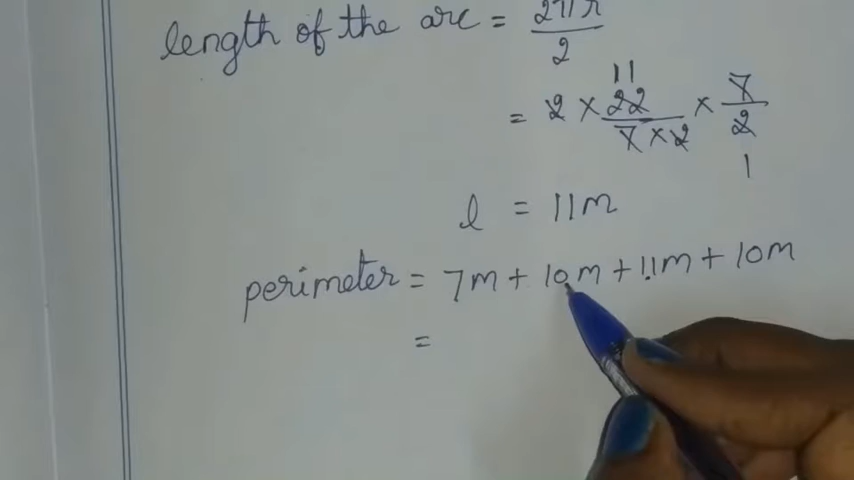 length of the arc = 2πr/2
= 2 × 22/7×2 × 7/2
11
1
l = 11m
perimeter = 7m + 10m + 11m + 10m
=